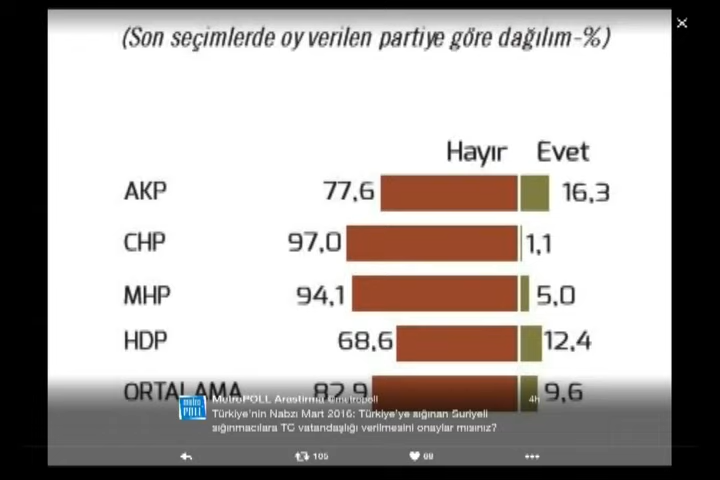 (Son seçimlerde oy verilen partiye göre dağılım-%)
Hayır Evet
AKP 77,6 16,3
CHP 97,0 1,1
MHP 94,1 5,0
HDP 68,6 12,4
ORTALAMA 82,9 9,6
metro POLL
MetroPOLL Araştırma @metropoll 4h
Türkiye'nin Nabzı Mart 2016: Türkiye'ye sığınan Suriyeli
sığınmacılara TC vatandaşlığı verilmesini onaylar mısınız?
105